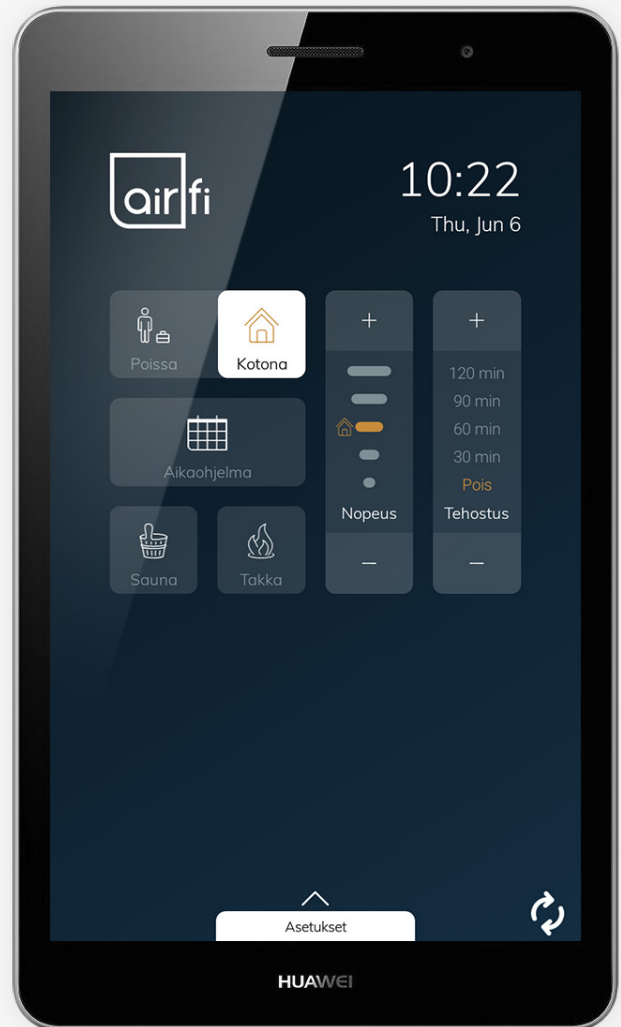 airfi
10:22
Thu, Jun 6
Poissa
Kotona
Aikaohjelma
Sauna
Takka
+
Nopeus
−
+
120 min
90 min
60 min
30 min
Pois
Tehostus
−
Asetukset
HUAWEI